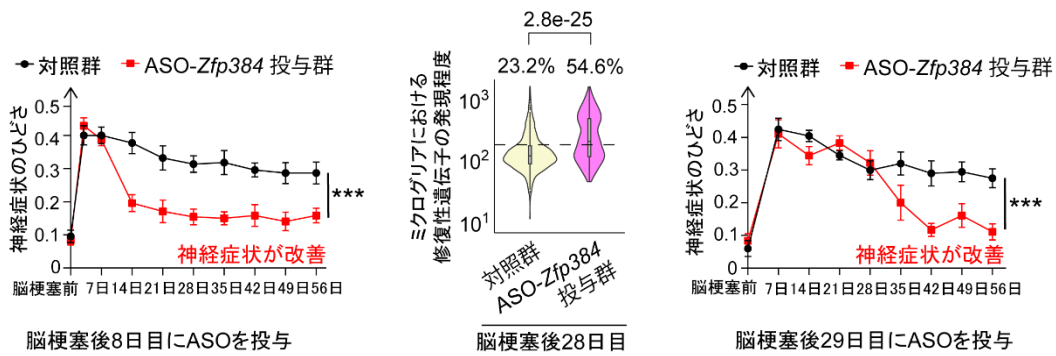 対照群 ASO-Zfp384 投与群
神経症状のひどさ
0.5
0.4
0.3
0.2
0.1
0
***
神経症状が改善
脳梗塞前 7日 14日 21日 28日 35日 42日 49日 56日
脳梗塞後8日目にASOを投与
2.8e-25
23.2% 54.6%
ミクログリアにおける
修復性遺伝子の発現程度
10³
10²
10¹
対照群
ASO-Zfp384
投与群
脳梗塞後28日目
対照群 ASO-Zfp384 投与群
神経症状のひどさ
0.5
0.4
0.3
0.2
0.1
0
***
神経症状が改善
脳梗塞前 7日 14日 21日 28日 35日 42日 49日 56日
脳梗塞後29日目にASOを投与